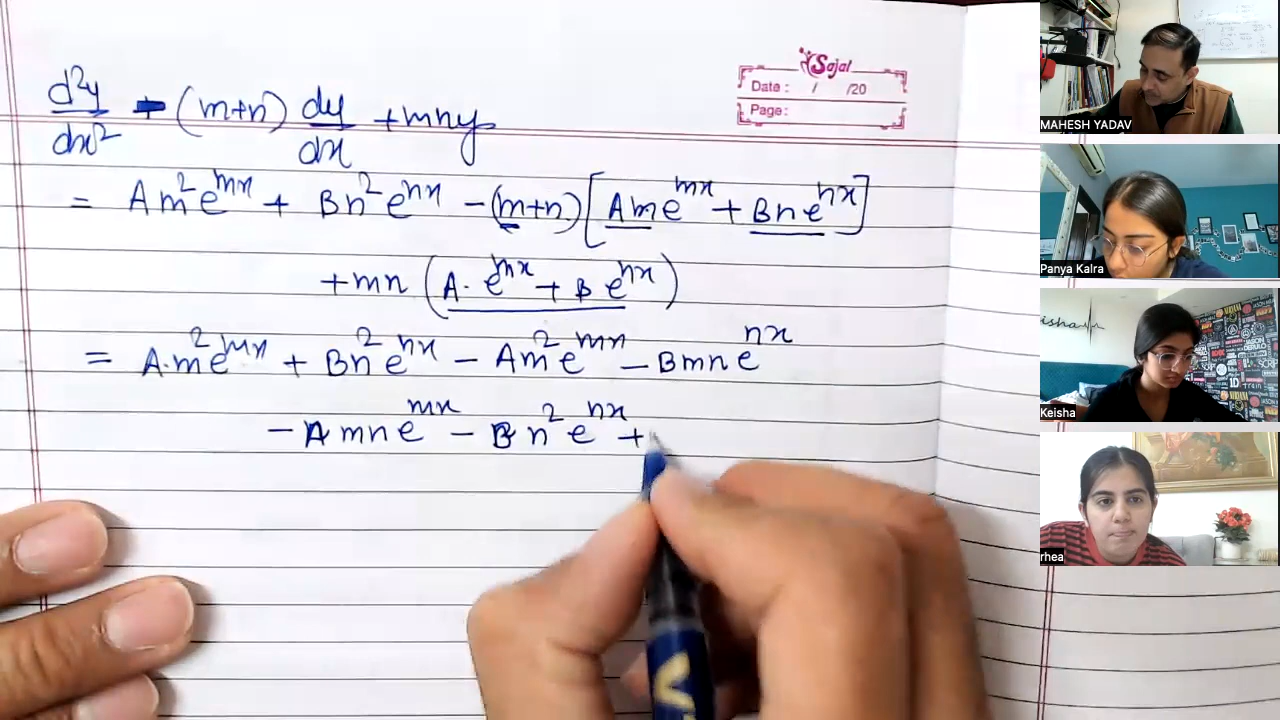 Sajal
Date : / /20
Page:
d²y/dx² - (m+n) dy/dx + mny
= Am²e^mx + Bn²e^nx - (m+n) [Ame^mx + Bne^nx]
+mn (A. e^mx + B e^nx)
= A.m²e^mx + Bn²e^nx - Am²e^mx - Bmne^nx
- Amne^mx - Bn²e^nx +
MAHESH YADAV
Panya Kalra
Keisha
rhea